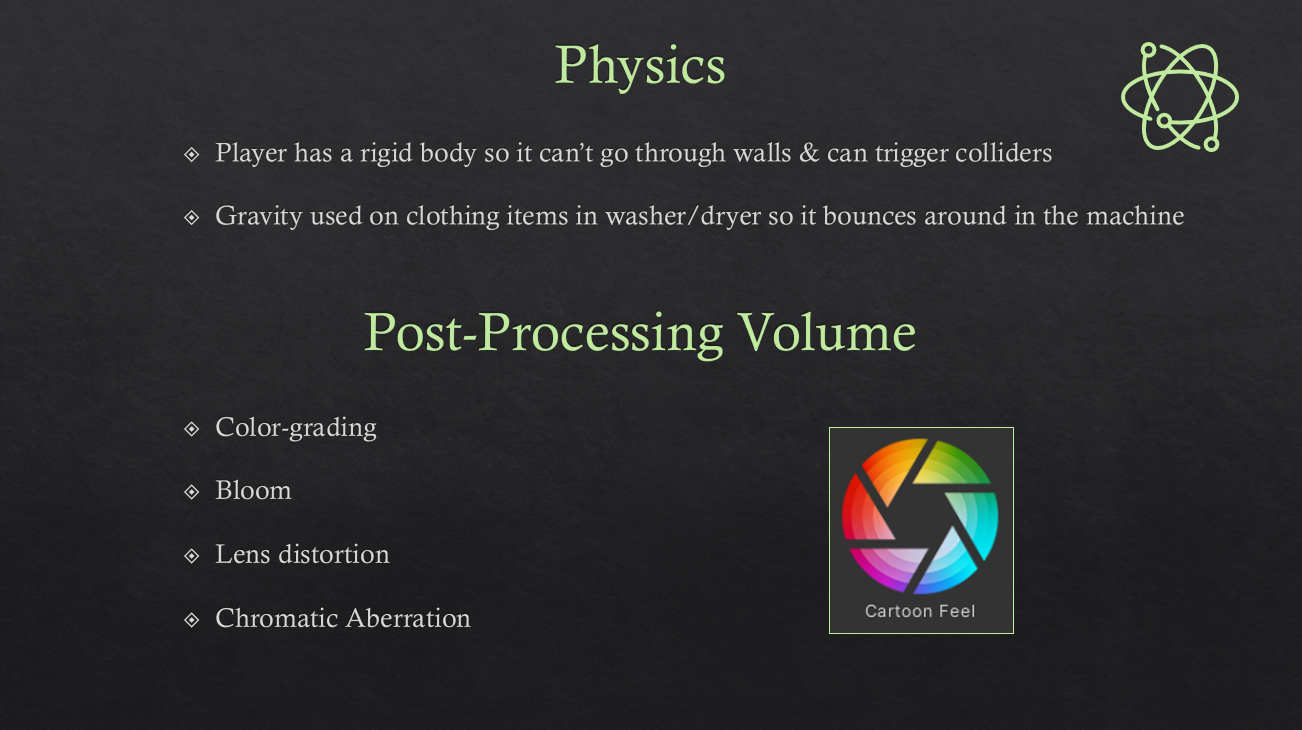 Physics
Player has a rigid body so it can’t go through walls & can trigger colliders
Gravity used on clothing items in washer/dryer so it bounces around in the machine
Post-Processing Volume
Color-grading
Bloom
Lens distortion
Chromatic Aberration
Cartoon Feel